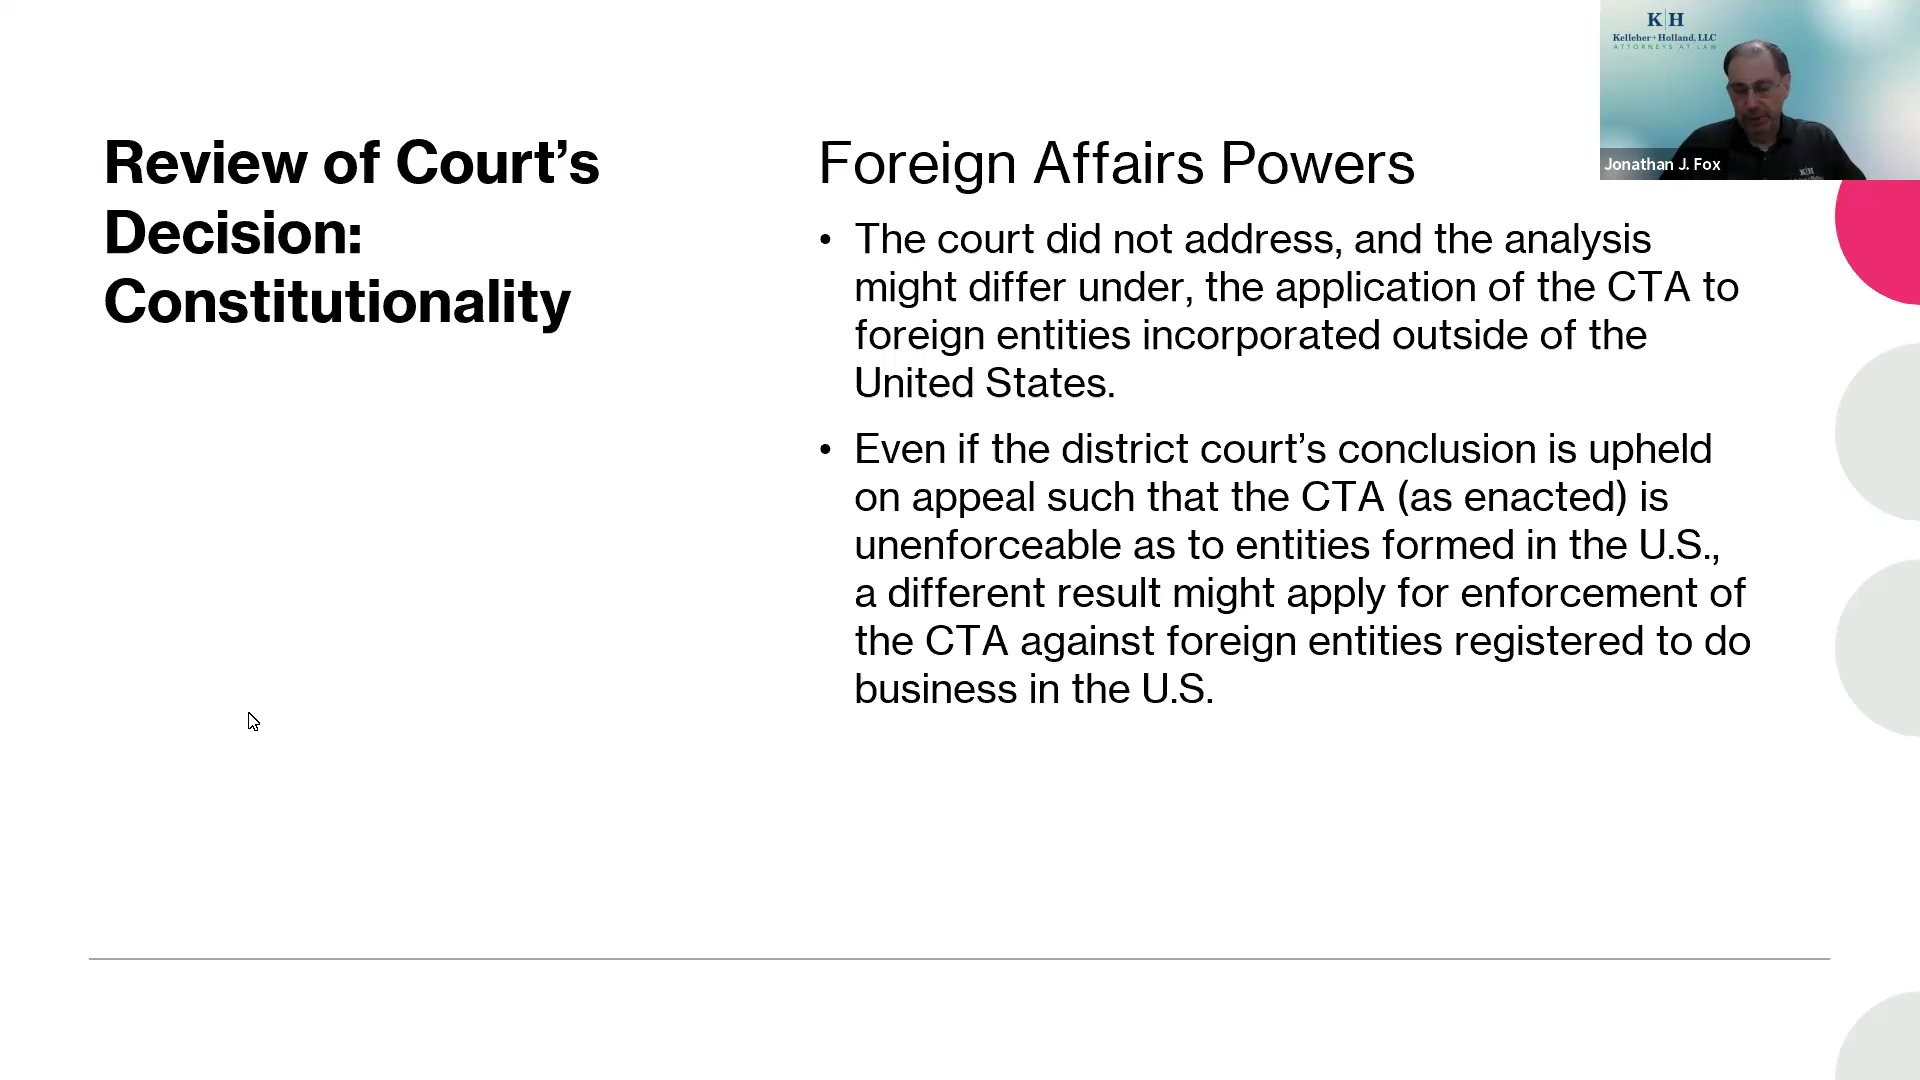 Review of Court’s
Decision:
Constitutionality
Foreign Affairs Powers
• The court did not address, and the analysis
might differ under, the application of the CTA to
foreign entities incorporated outside of the
United States.
• Even if the district court’s conclusion is upheld
on appeal such that the CTA (as enacted) is
unenforceable as to entities formed in the U.S.,
a different result might apply for enforcement of
the CTA against foreign entities registered to do
business in the U.S.
K H
Kelleher + Holland, LLC
ATTORNEYS AT LAW
Jonathan J. Fox
KH